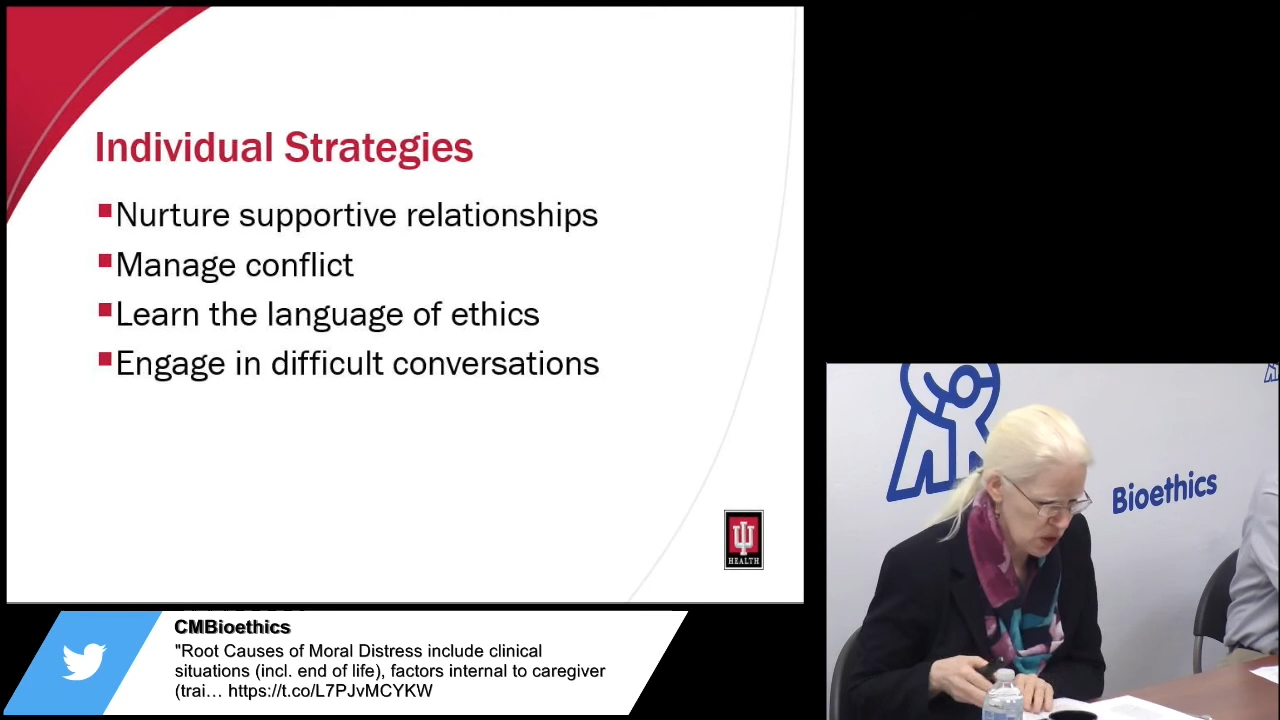 Individual Strategies
Nurture supportive relationships
Manage conflict
Learn the language of ethics
Engage in difficult conversations
HEALTH
Bioethics
CMBioethics
"Root Causes of Moral Distress include clinical
situations (incl. end of life), factors internal to caregiver
(trai… https://t.co/L7PJvMCYKW